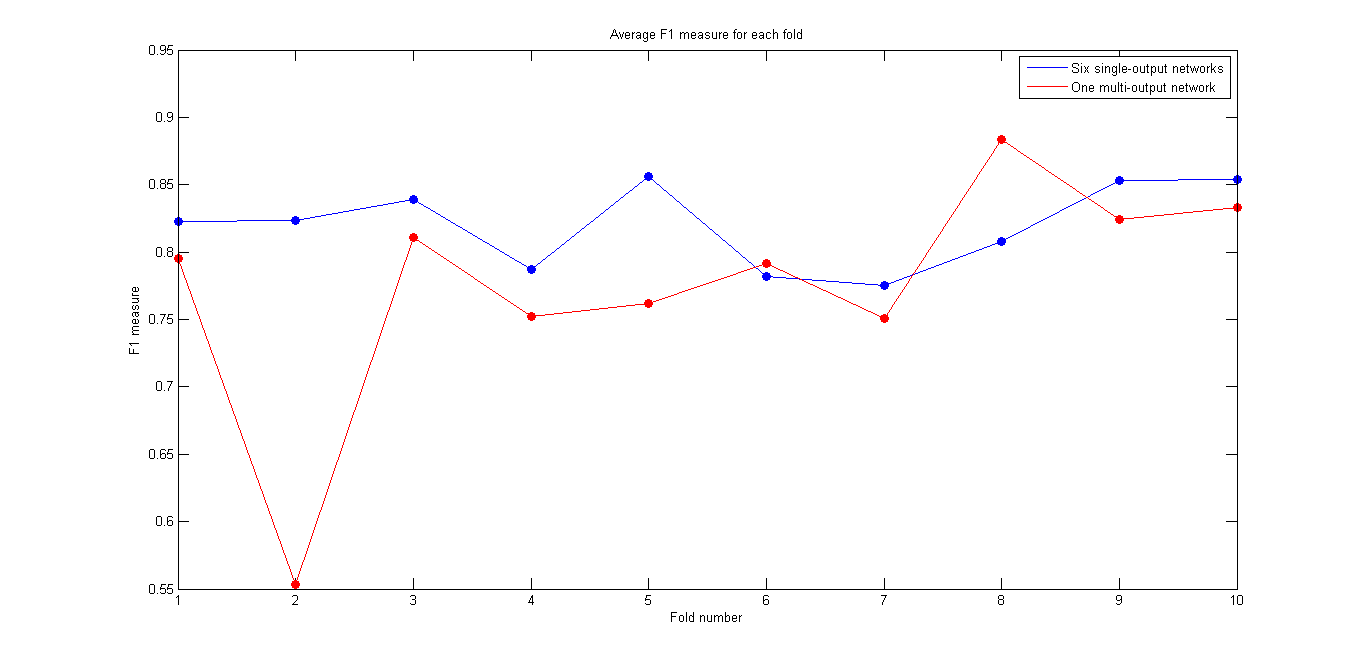 Average F1 measure for each fold
0.95
0.9
0.85
0.8
0.75
0.7
0.65
0.6
0.55
F1 measure
Six single-output networks
One multi-output network
1 2 3 4 5 6 7 8 9 10
Fold number